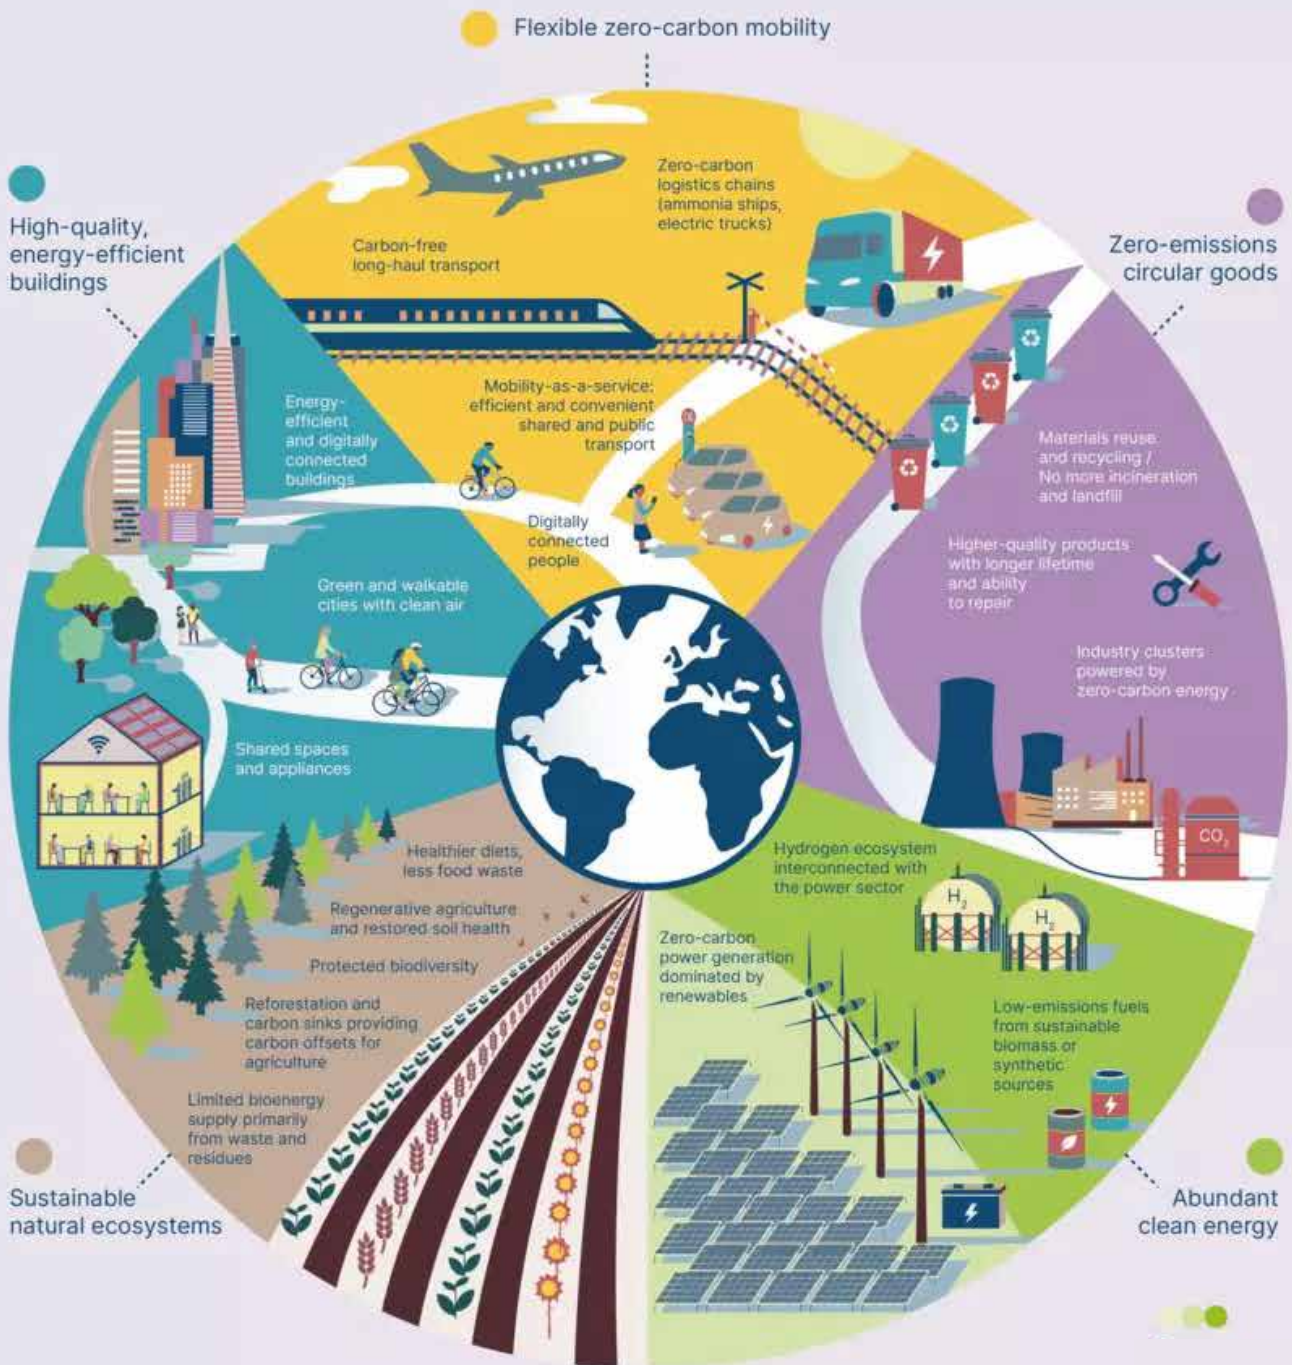 Flexible zero-carbon mobility
High-quality,
energy-efficient
buildings
Zero-emissions
circular goods
Zero-carbon
logistics chains
(ammonia ships,
electric trucks)
Carbon-free
long-haul transport
Mobility-as-a-service:
efficient and convenient
shared and public
transport
Digitally
connected
people
Energy-
efficient
and digitally
connected
buildings
Green and walkable
cities with clean air
Shared spaces
and appliances
Materials reuse
and recycling /
No more incineration
and landfill
Higher-quality products
with longer lifetime
and ability
to repair
Industry clusters
powered by
zero-carbon energy
CO2
Healthier diets,
less food waste
Regenerative agriculture
and restored soil health
Protected biodiversity
Reforestation and
carbon sinks providing
carbon offsets for
agriculture
Limited bioenergy
supply primarily
from waste and
residues
Hydrogen ecosystem
interconnected with
the power sector
H2
H2
Zero-carbon
power generation
dominated by
renewables
Low-emissions fuels
from sustainable
biomass or
synthetic
sources
Sustainable
natural ecosystems
Abundant
clean energy